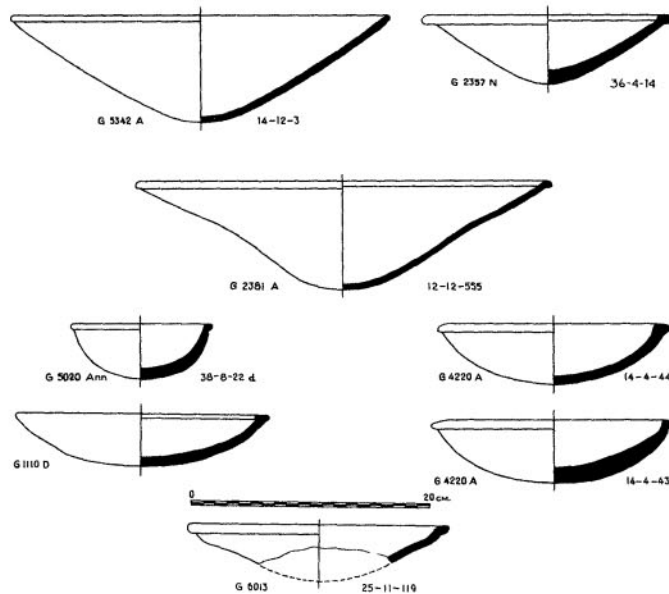 G 5342 A 14-12-3
G 2357 N 36-4-14
G 2381 A 12-12-555
G 5020 Ann. 38-8-22 d
G 4220 A 14-4-44
G 1110 D
G 4220 A 14-4-43
0 20 CM.
G 6013 25-11-119